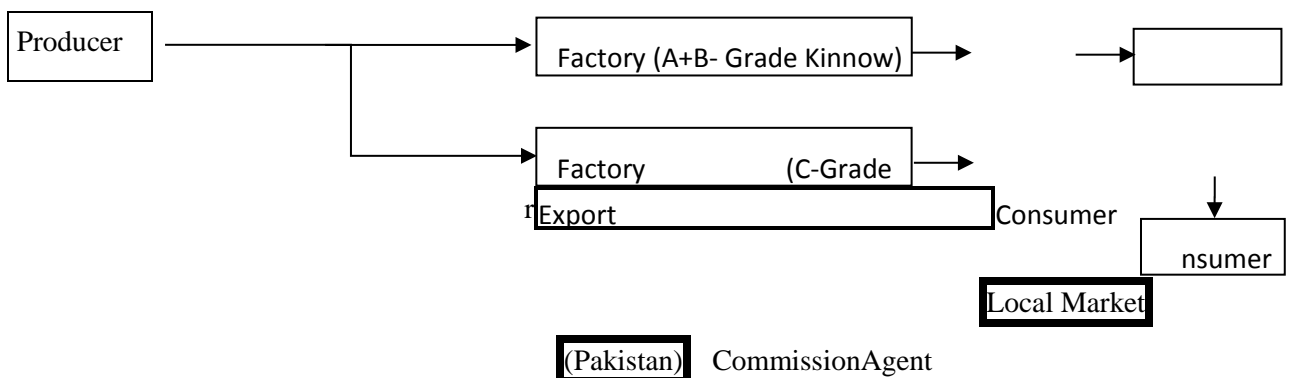 Producer
Factory (A+B- Grade Kinnow)
Factory (C-Grade
r Export Consumer
nsumer
Local Market
(Pakistan) CommissionAgent